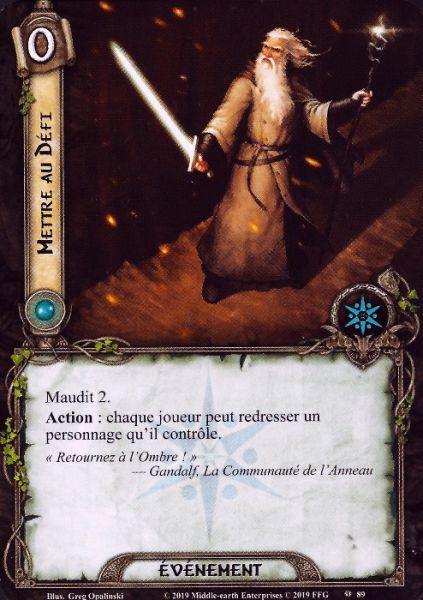 0
METTRE AU DÉFI
Maudit 2.
Action : chaque joueur peut redresser un
personnage qu'il contrôle.
« Retournez à l'Ombre ! »
— Gandalf, La Communauté de l'Anneau
ÉVÉNEMENT
Illus. Greg Opalinski © 2019 Middle-earth Enterprises © 2019 FFG 89